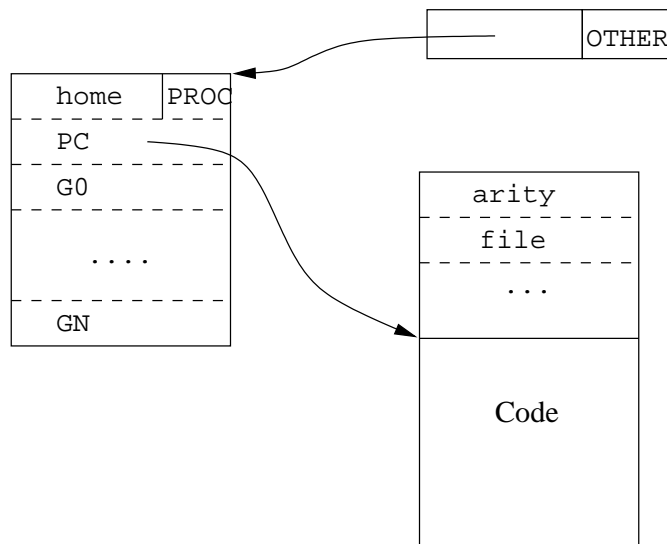 OTHER
home PROC
PC
G0
....
GN
arity
file
...
Code